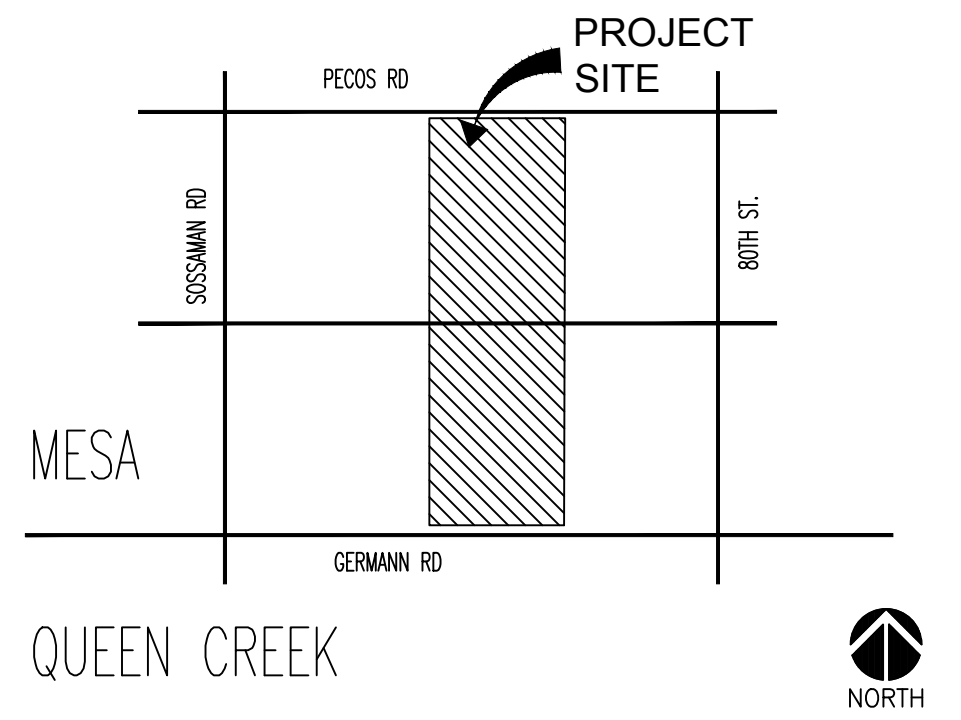 PROJECT
SITE
PECOS RD
SOSSAMAN RD
80TH ST.
MESA
GERMANN RD
QUEEN CREEK
NORTH